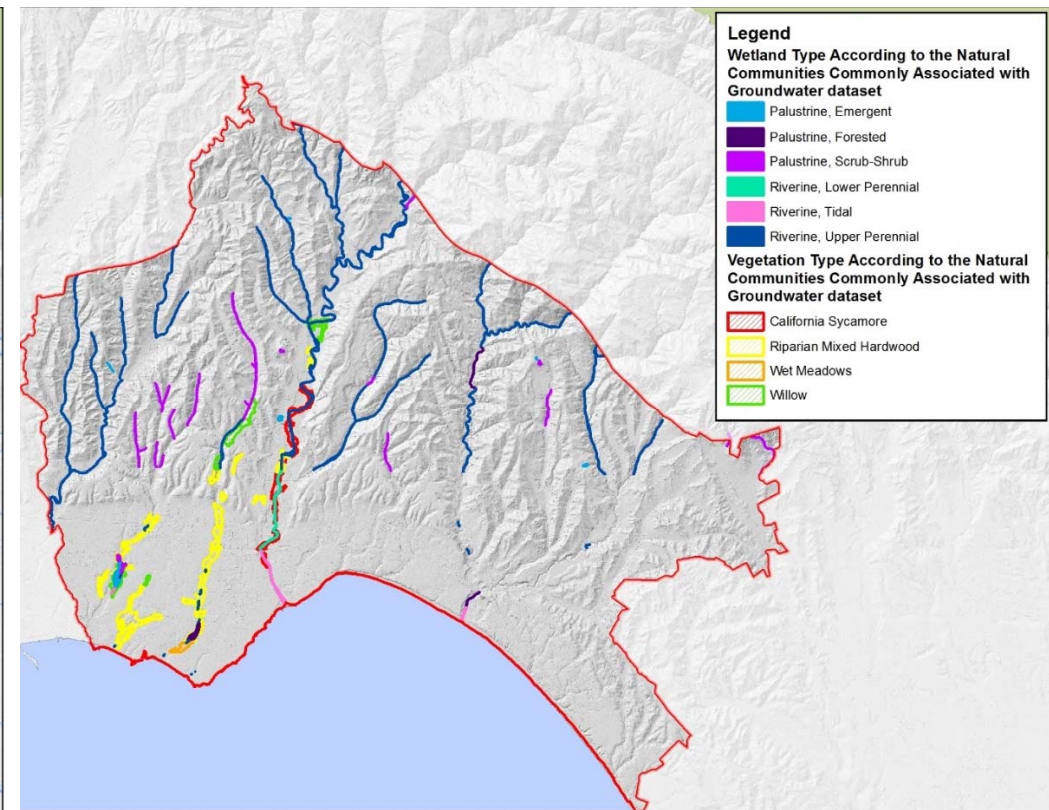 Legend
Wetland Type According to the Natural
Communities Commonly Associated with
Groundwater dataset
Palustrine, Emergent
Palustrine, Forested
Palustrine, Scrub-Shrub
Riverine, Lower Perennial
Riverine, Tidal
Riverine, Upper Perennial
Vegetation Type According to the Natural
Communities Commonly Associated with
Groundwater dataset
California Sycamore
Riparian Mixed Hardwood
Wet Meadows
Willow